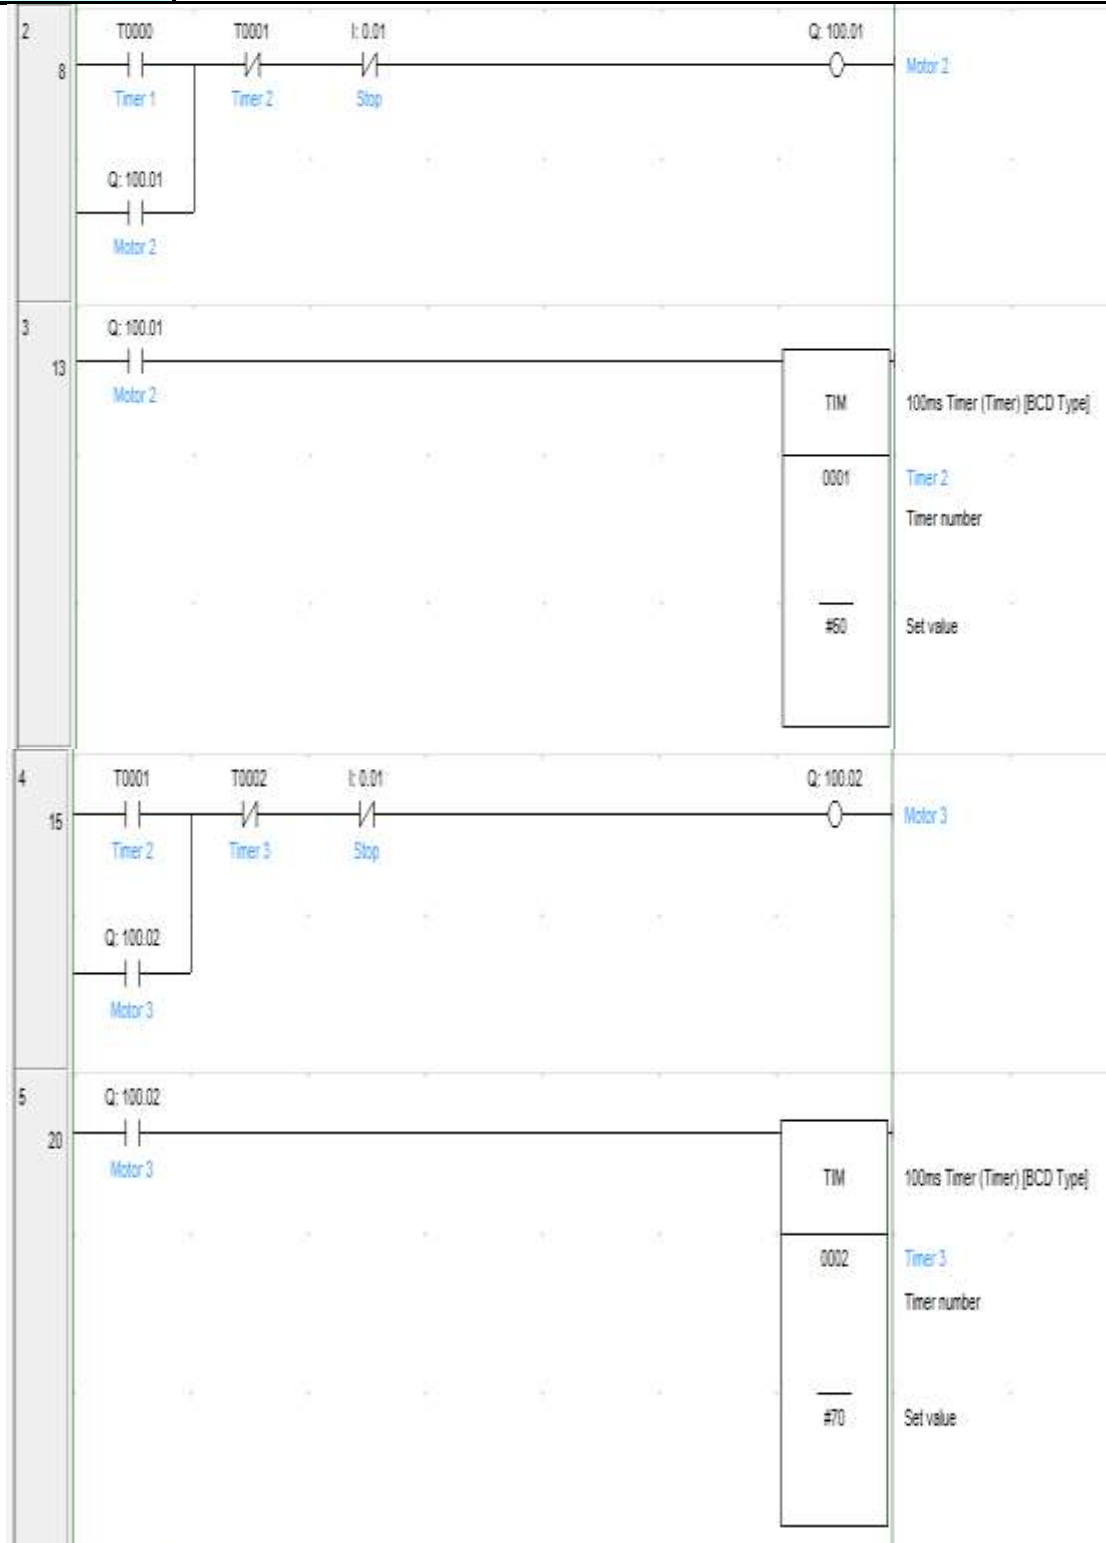 2 T0000 T0001 I: 0.01 Q: 100.01
8 Motor 2
Timer 1 Timer 2 Stop
Q: 100.01
Motor 2
3 Q: 100.01
13
Motor 2 TIM 100ms Timer (Timer) [BCD Type]
0001 Timer 2
Timer number
#60 Set value
4 T0001 T0002 I: 0.01 Q: 100.02
15 Motor 3
Timer 2 Timer 3 Stop
Q: 100.02
Motor 3
5 Q: 100.02
20
Motor 3 TIM 100ms Timer (Timer) [BCD Type]
0002 Timer 3
Timer number
#70 Set value